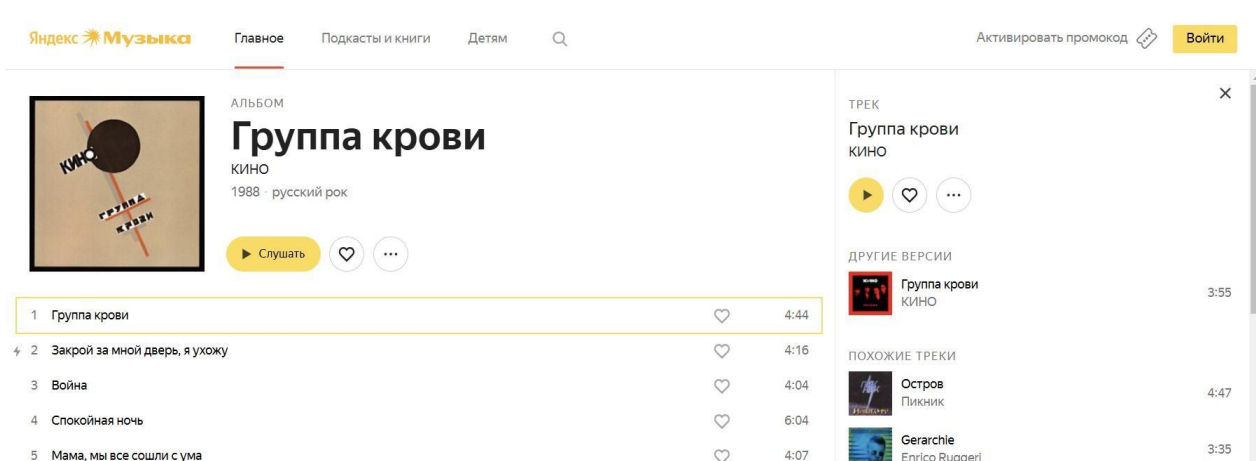 Яндекс Музыка
Главное
Подкасты и книги
Детям
Активировать промокод
Войти
АЛЬБОМ
Группа крови
КИНО
1988 · русский рок
Слушать
КИНО
ГРУППА
КРОВИ
1 Группа крови 4:44
2 Закрой за мной дверь, я ухожу 4:16
3 Война 4:04
4 Спокойная ночь 6:04
5 Мама, мы все сошли с ума 4:07
ТРЕК
Группа крови
КИНО
ДРУГИЕ ВЕРСИИ
Группа крови 3:55
КИНО
ПОХОЖИЕ ТРЕКИ
Остров 4:47
Пикник
Gerarchie 3:35
Enrico Ruggeri